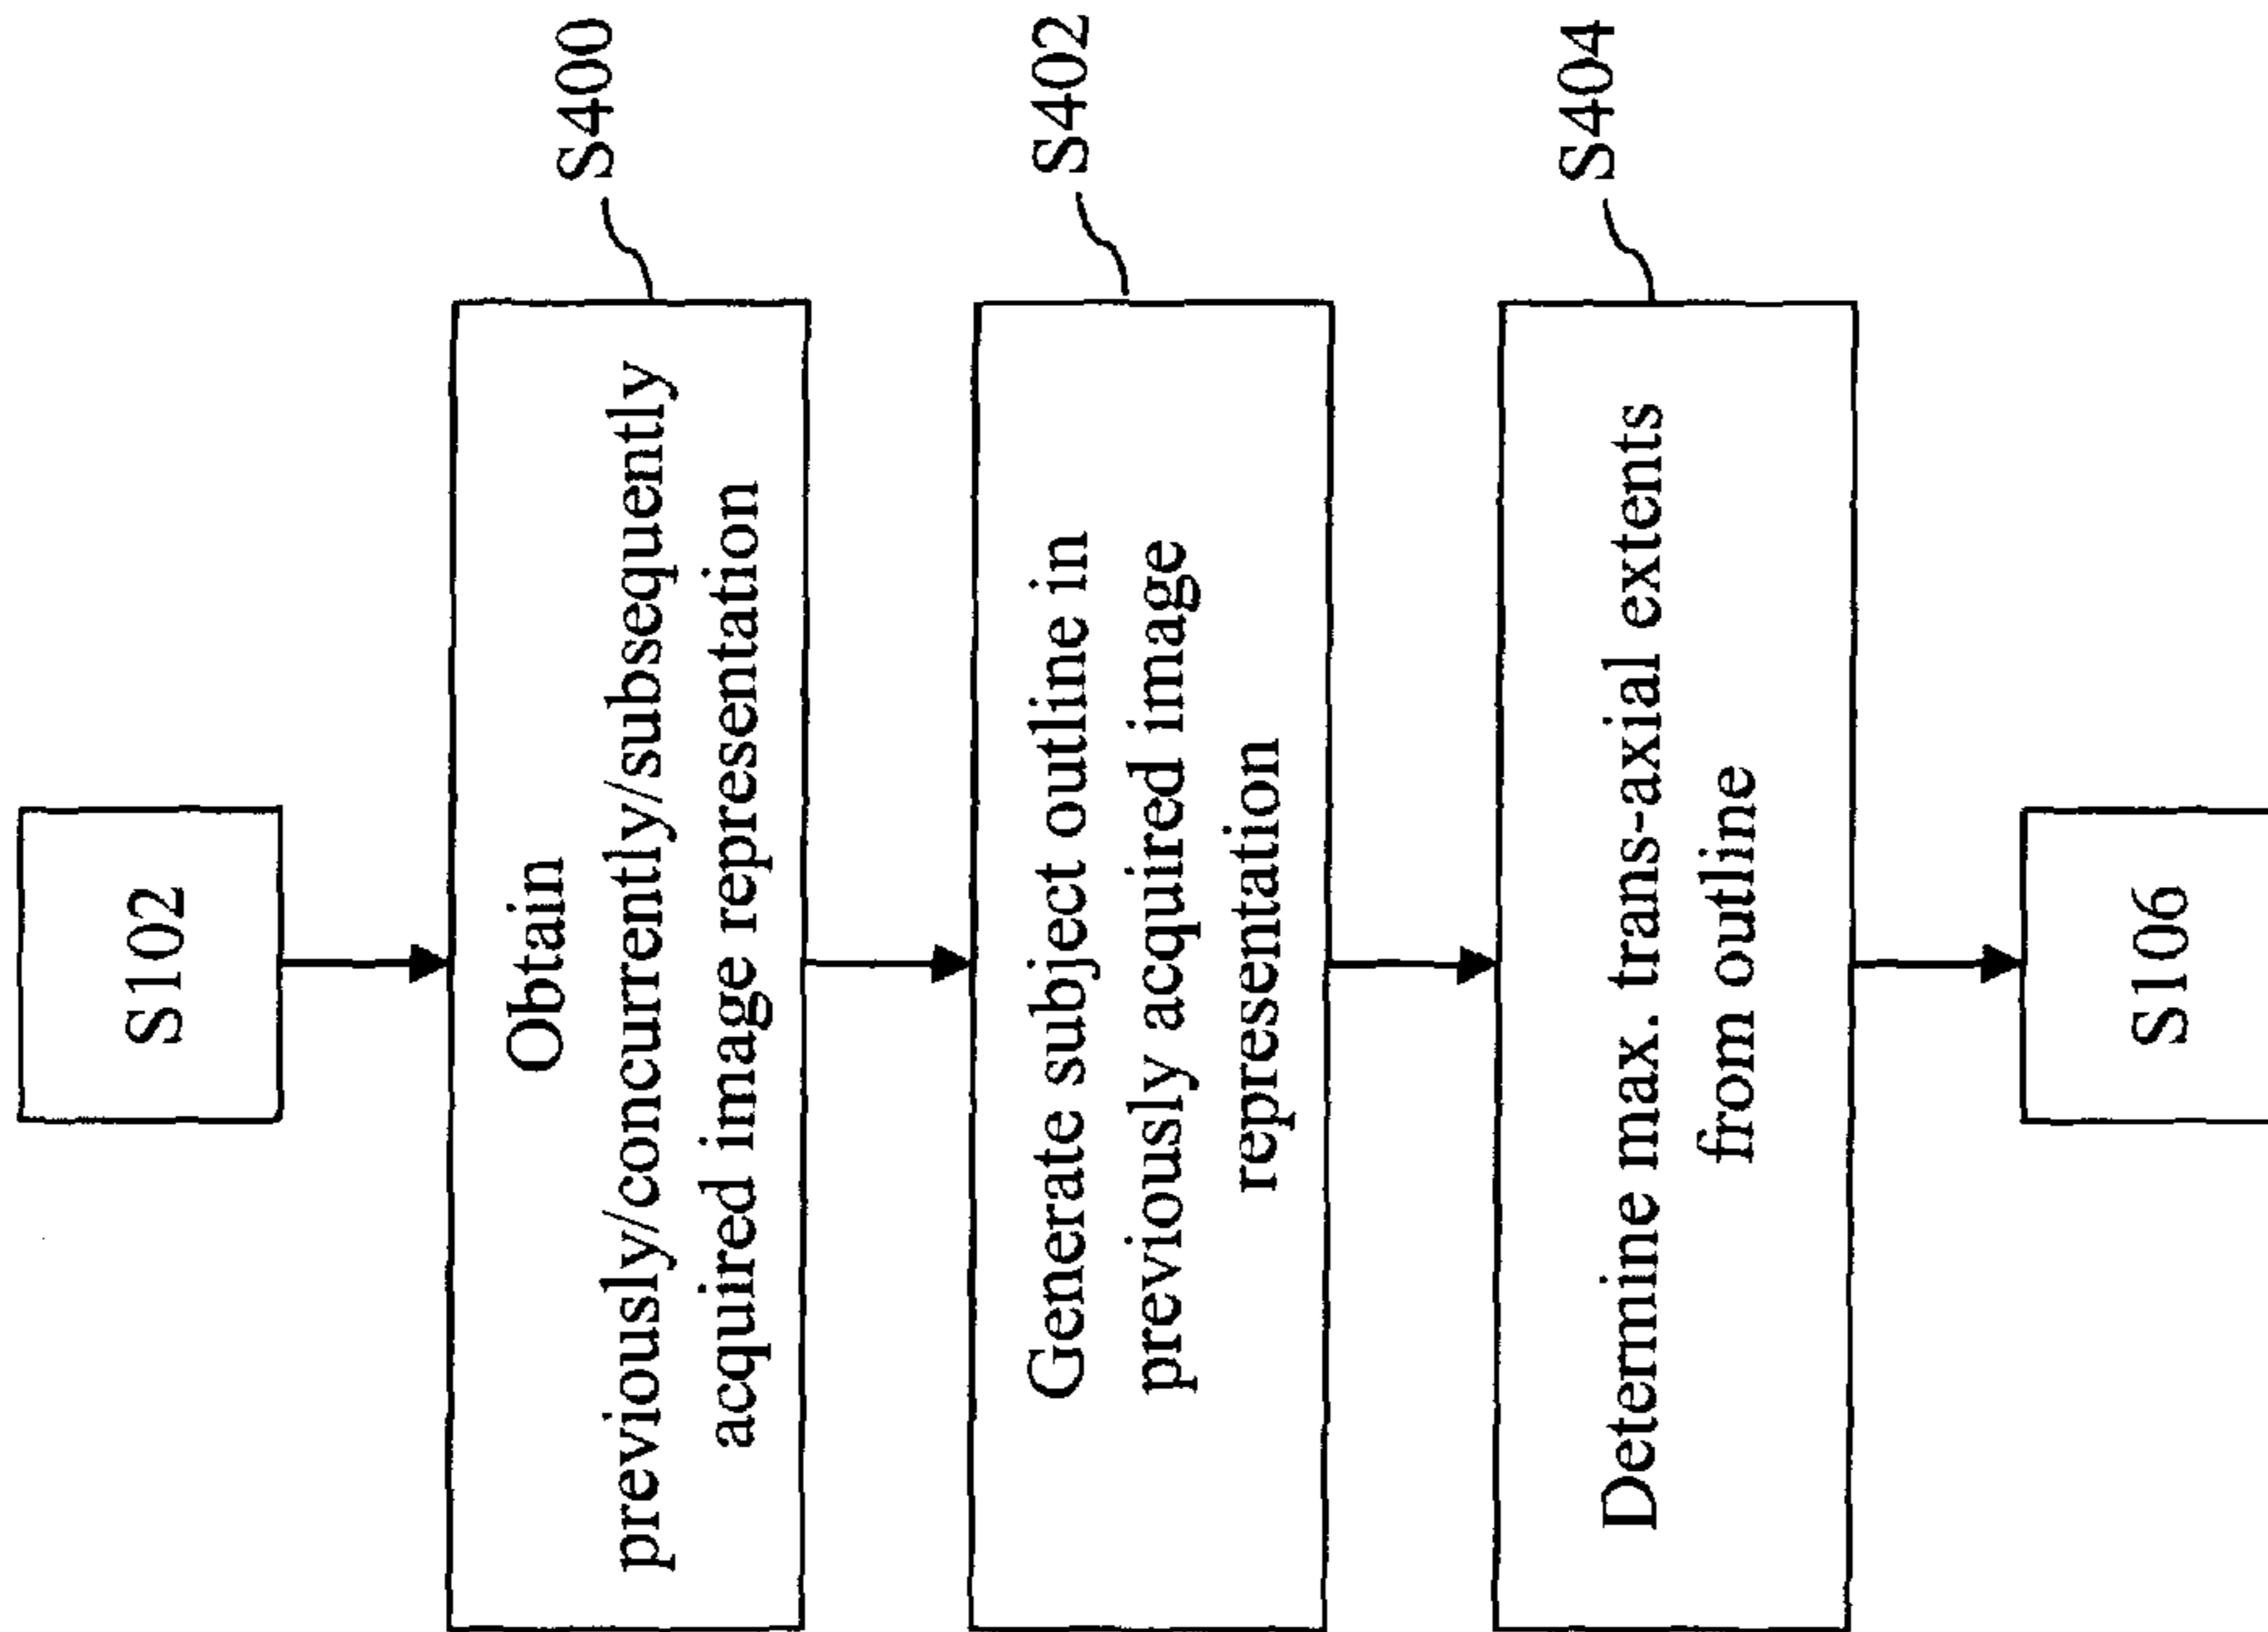 S102
Obtain
previously/concurrently/subsequently
acquired image representation
S400
Generate subject outline in
previously acquired image
representation
S402
Determine max. trans-axial extents
from outline
S404
S106